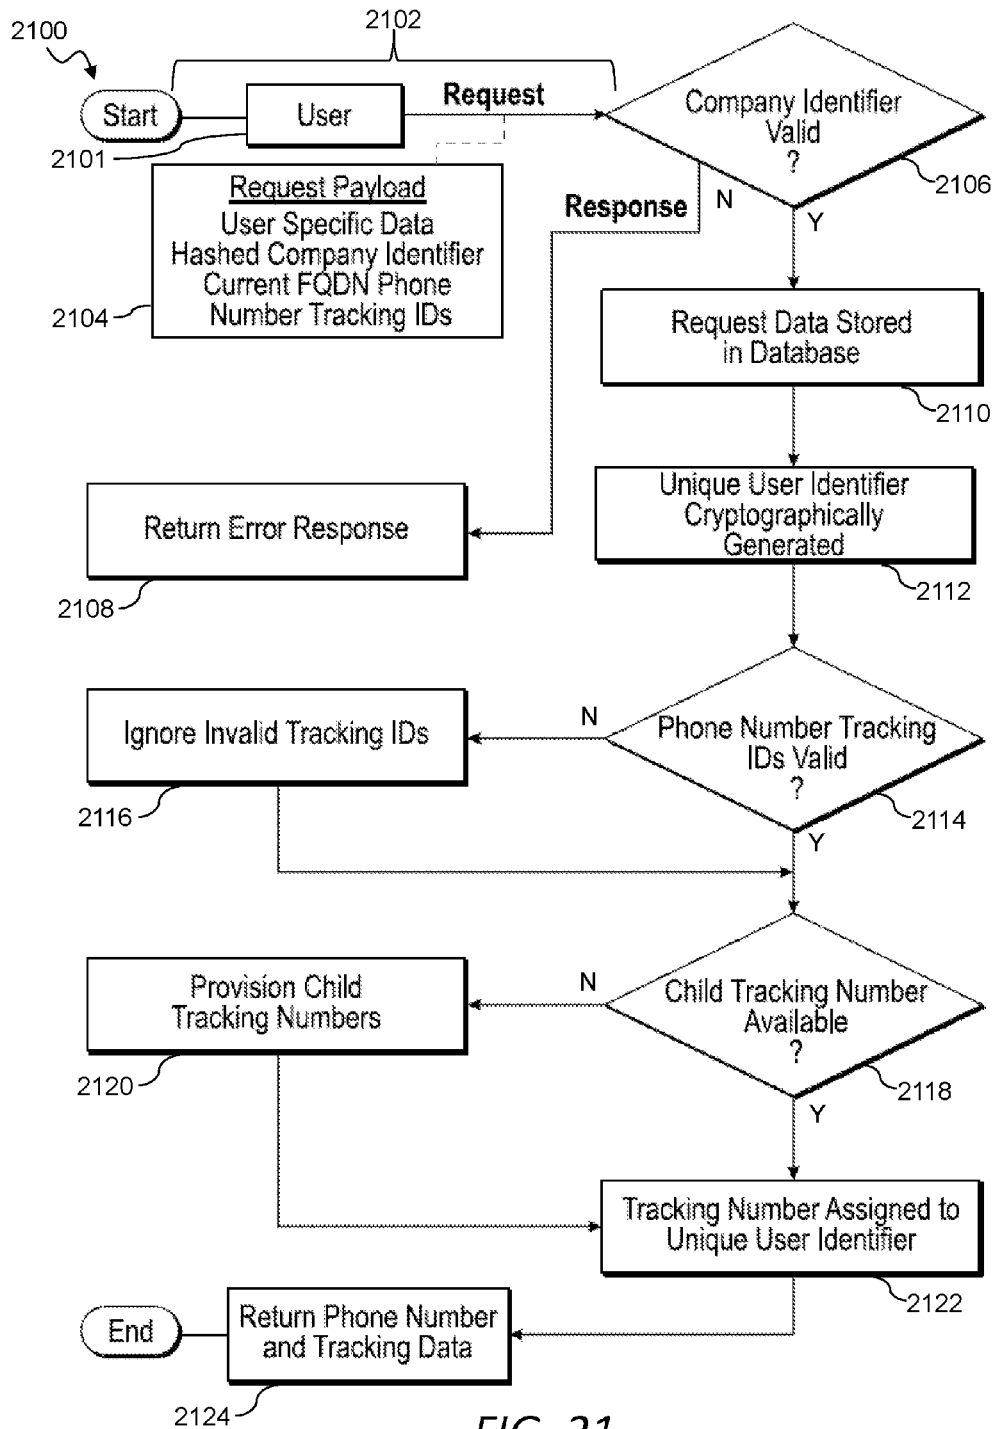 2100
2102
Start
User
Request
2101
Company Identifier
Valid
?
2106
N
Y
Response
Request Payload
User Specific Data
Hashed Company Identifier
Current FQDN Phone
Number Tracking IDs
2104
Request Data Stored
in Database
2110
Unique User Identifier
Cryptographically
Generated
2112
Return Error Response
2108
Phone Number Tracking
IDs Valid
?
2114
N
Y
Ignore Invalid Tracking IDs
2116
Child Tracking Number
Available
?
2118
N
Y
Provision Child
Tracking Numbers
2120
Tracking Number Assigned to
Unique User Identifier
2122
Return Phone Number
and Tracking Data
2124
End
FIG. 21